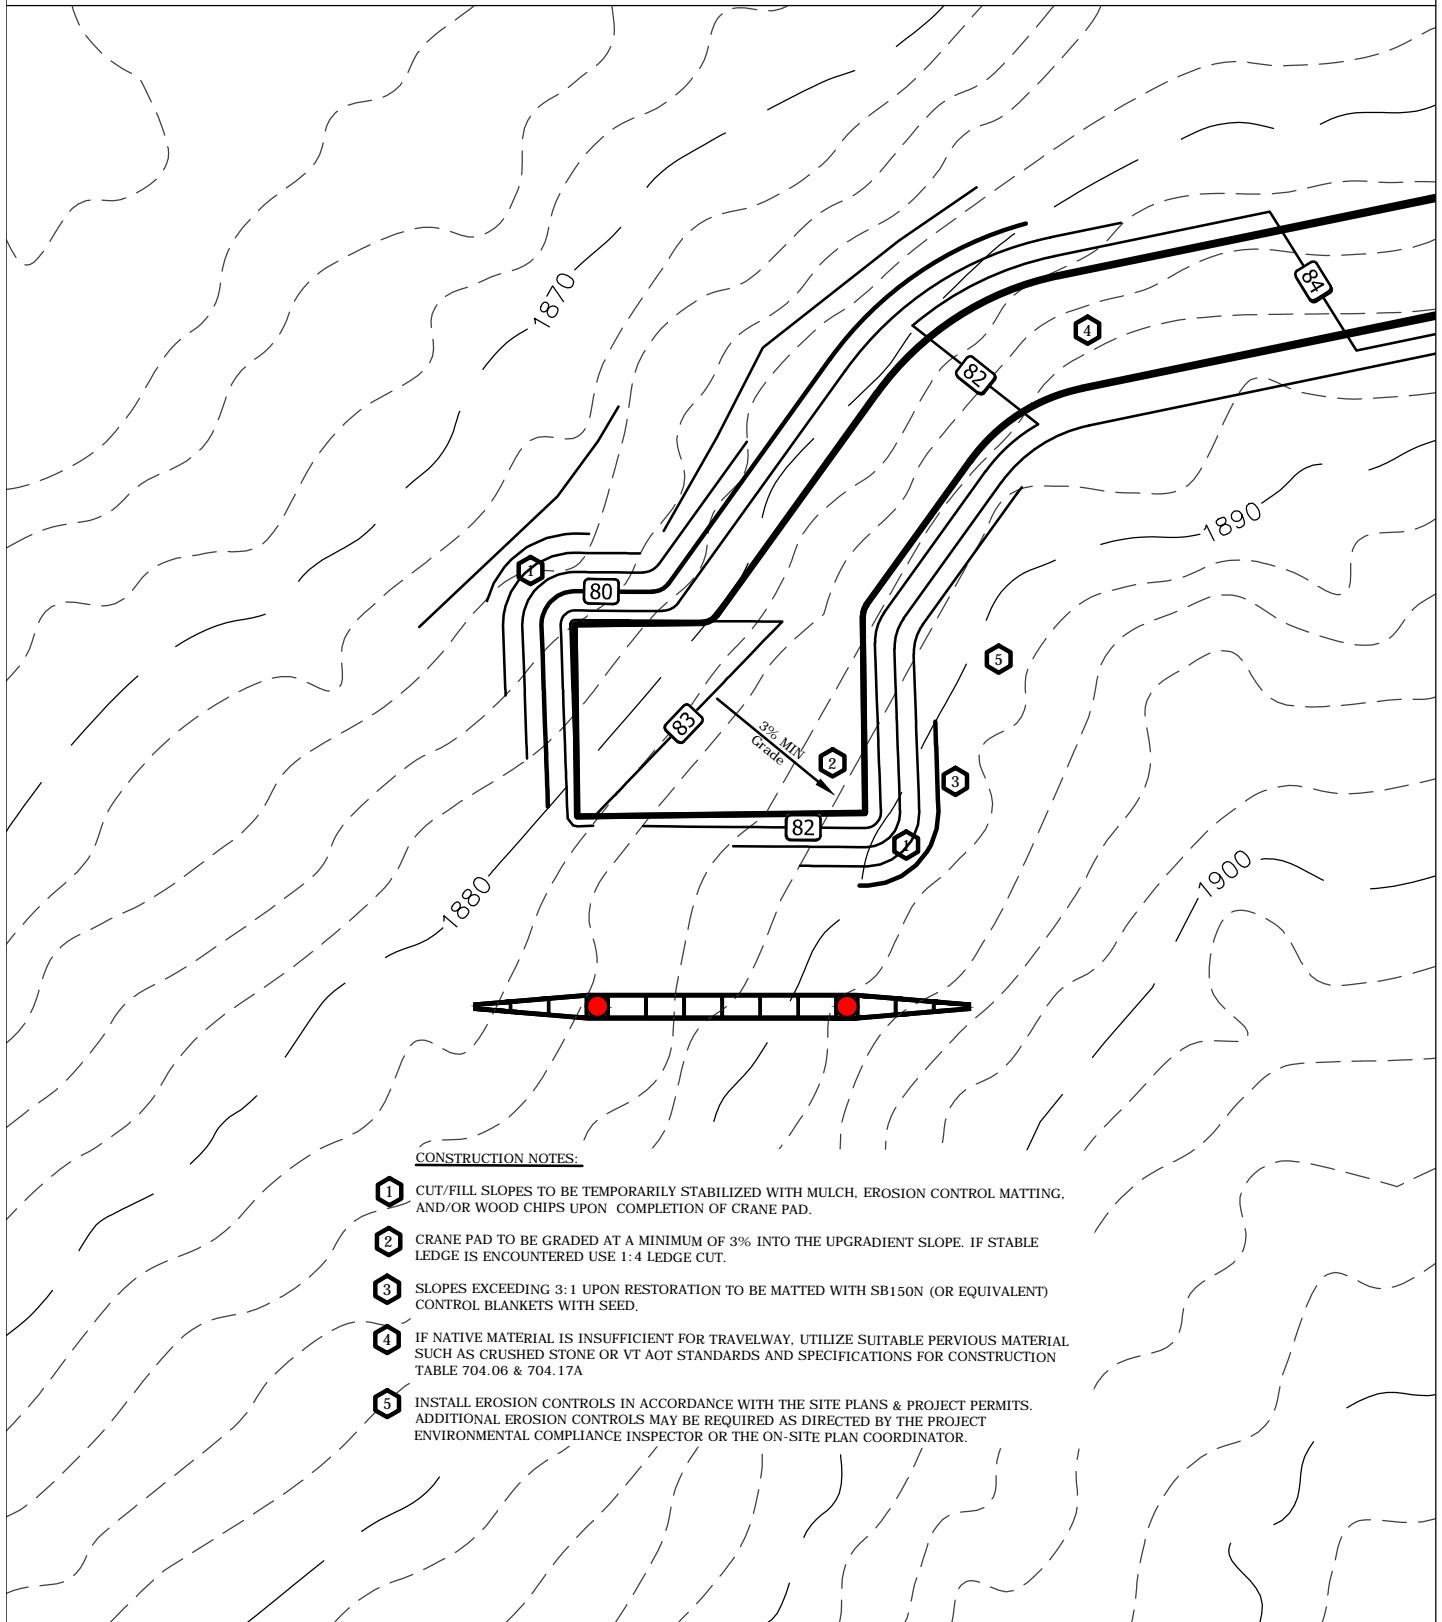 1870
84
4
82
1890
1
80
5
83
3% MIN
Grade
2
3
82
1
1880
1900
CONSTRUCTION NOTES:
1 CUT/FILL SLOPES TO BE TEMPORARILY STABILIZED WITH MULCH, EROSION CONTROL MATTING,
AND/OR WOOD CHIPS UPON COMPLETION OF CRANE PAD.
2 CRANE PAD TO BE GRADED AT A MINIMUM OF 3% INTO THE UPGRADIENT SLOPE. IF STABLE
LEDGE IS ENCOUNTERED USE 1:4 LEDGE CUT.
3 SLOPES EXCEEDING 3:1 UPON RESTORATION TO BE MATTED WITH SB150N (OR EQUIVALENT)
CONTROL BLANKETS WITH SEED.
4 IF NATIVE MATERIAL IS INSUFFICIENT FOR TRAVELWAY, UTILIZE SUITABLE PERVIOUS MATERIAL
SUCH AS CRUSHED STONE OR VT AOT STANDARDS AND SPECIFICATIONS FOR CONSTRUCTION
TABLE 704.06 & 704.17A
5 INSTALL EROSION CONTROLS IN ACCORDANCE WITH THE SITE PLANS & PROJECT PERMITS.
ADDITIONAL EROSION CONTROLS MAY BE REQUIRED AS DIRECTED BY THE PROJECT
ENVIRONMENTAL COMPLIANCE INSPECTOR OR THE ON-SITE PLAN COORDINATOR.